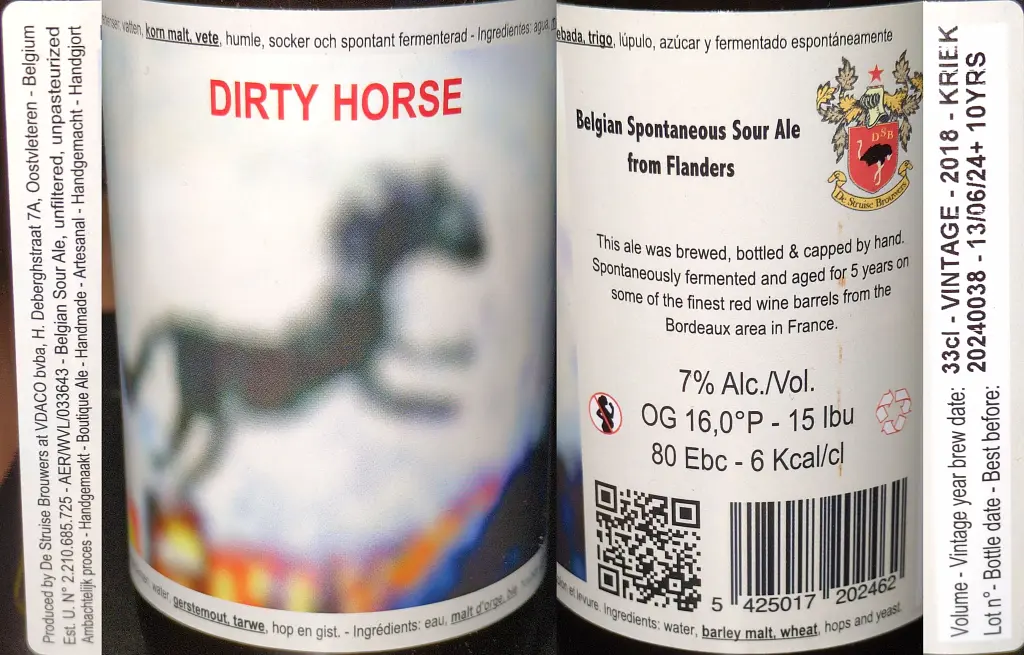 Produced by De Struise Brouwers at VDACO bvba, H. Deberghstraat 7A, Oostvleteren - Belgium
Est. U. N° 2.210.685.725 - AER/WVL/033643 - Belgian Sour Ale, unfiltered, unpasteurized
Ambachtelijk proces - Handgemaakt - Boutique Ale - Handmade - Artesanal - Handgemacht - Handgjort
vatten, korn malt, vete, humle, socker och spontant fermenterad - Ingredientes: agua,
DIRTY HORSE
water, gerstemout, tarwe, hop en gist. - Ingrédients: eau, malt d'orge, blé,
trigo, lúpulo, azúcar y fermentado espontáneamente
Belgian Spontaneous Sour Ale
from Flanders
DSB
De Struise Brouwers
This ale was brewed, bottled & capped by hand.
Spontaneously fermented and aged for 5 years on
some of the finest red wine barrels from the
Bordeaux area in France.
7% Alc./Vol.
OG 16,0°P - 15 Ibu
80 Ebc - 6 Kcal/cl
5 425017 202462
et levure. Ingredients: water, barley malt, wheat, hops and yeast.
Volume - Vintage year brew date: 33cl - VINTAGE - 2018 - KRIEK
Lot n° - Bottle date - Best before: 20240038 - 13/06/24+ 10YRS